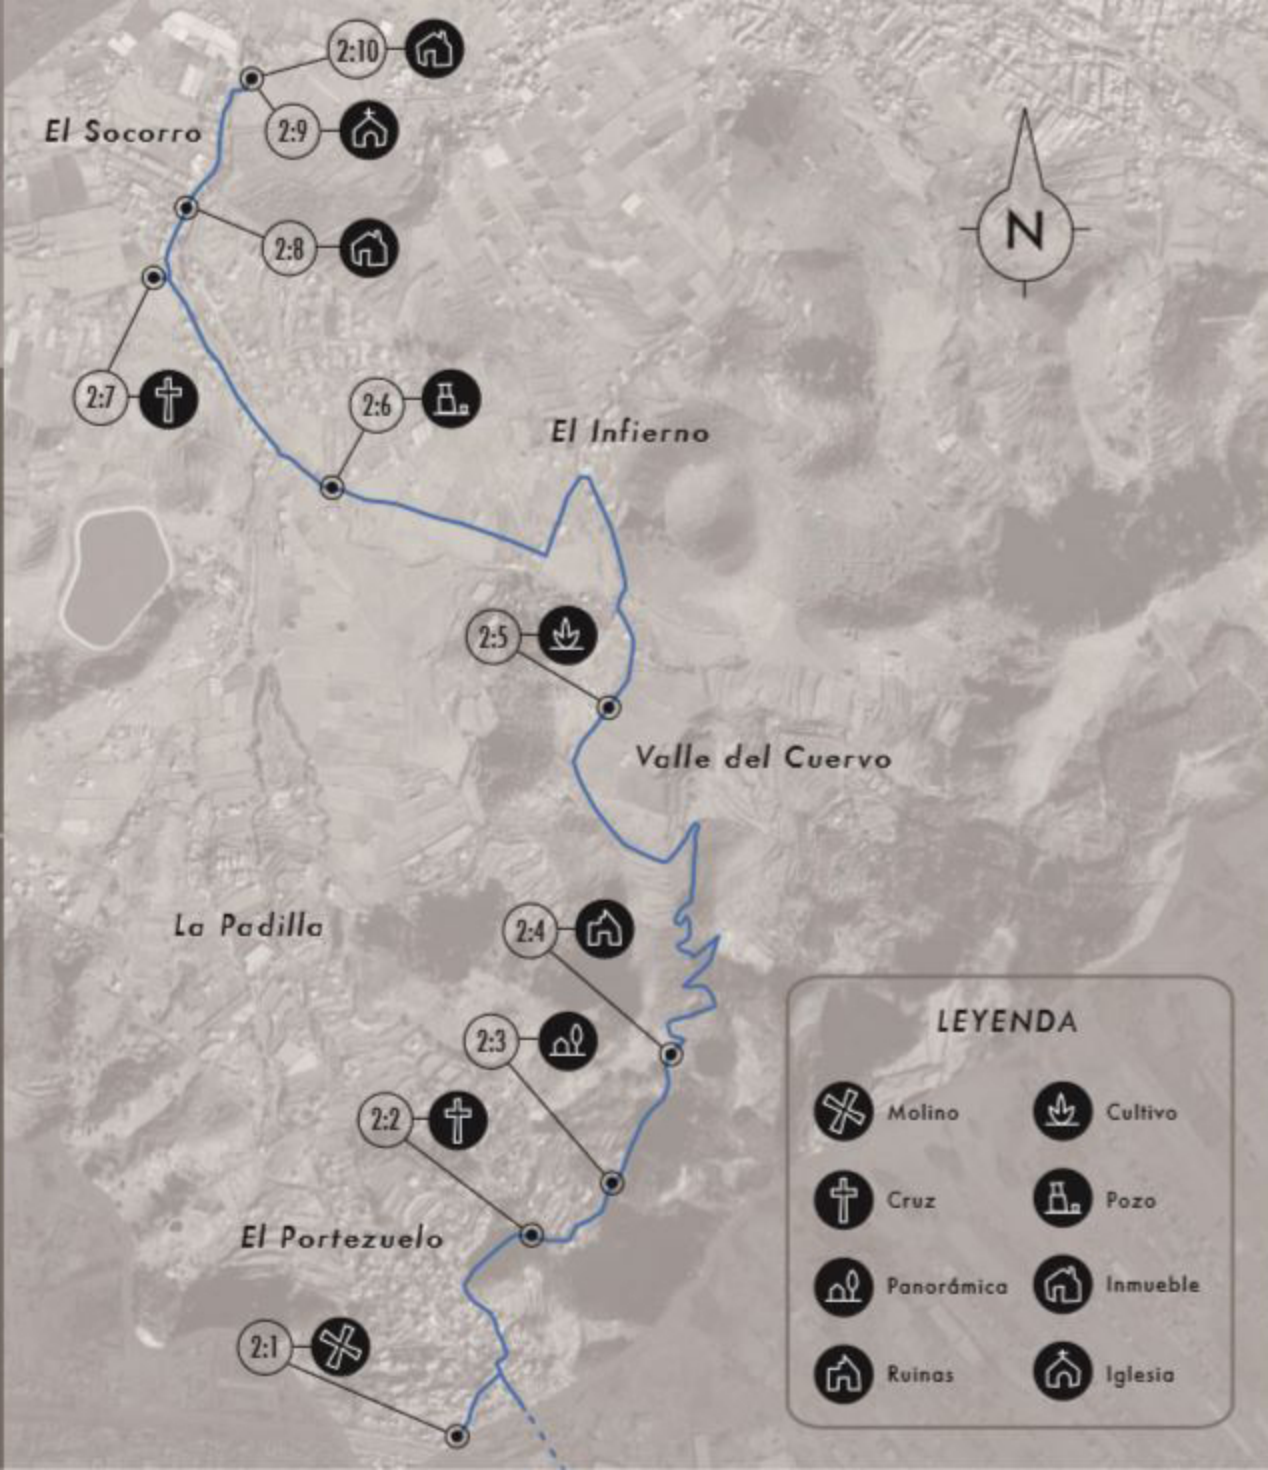 2:10
El Socorro
2:9
N
2:8
2:7
2:6
El Infierno
2:5
Valle del Cuervo
La Padilla
2:4
LEYENDA
2:3
Molino
Cultivo
2:2
Cruz
Pozo
El Portezuelo
Panorámica
Inmueble
2:1
Ruinas
Iglesia